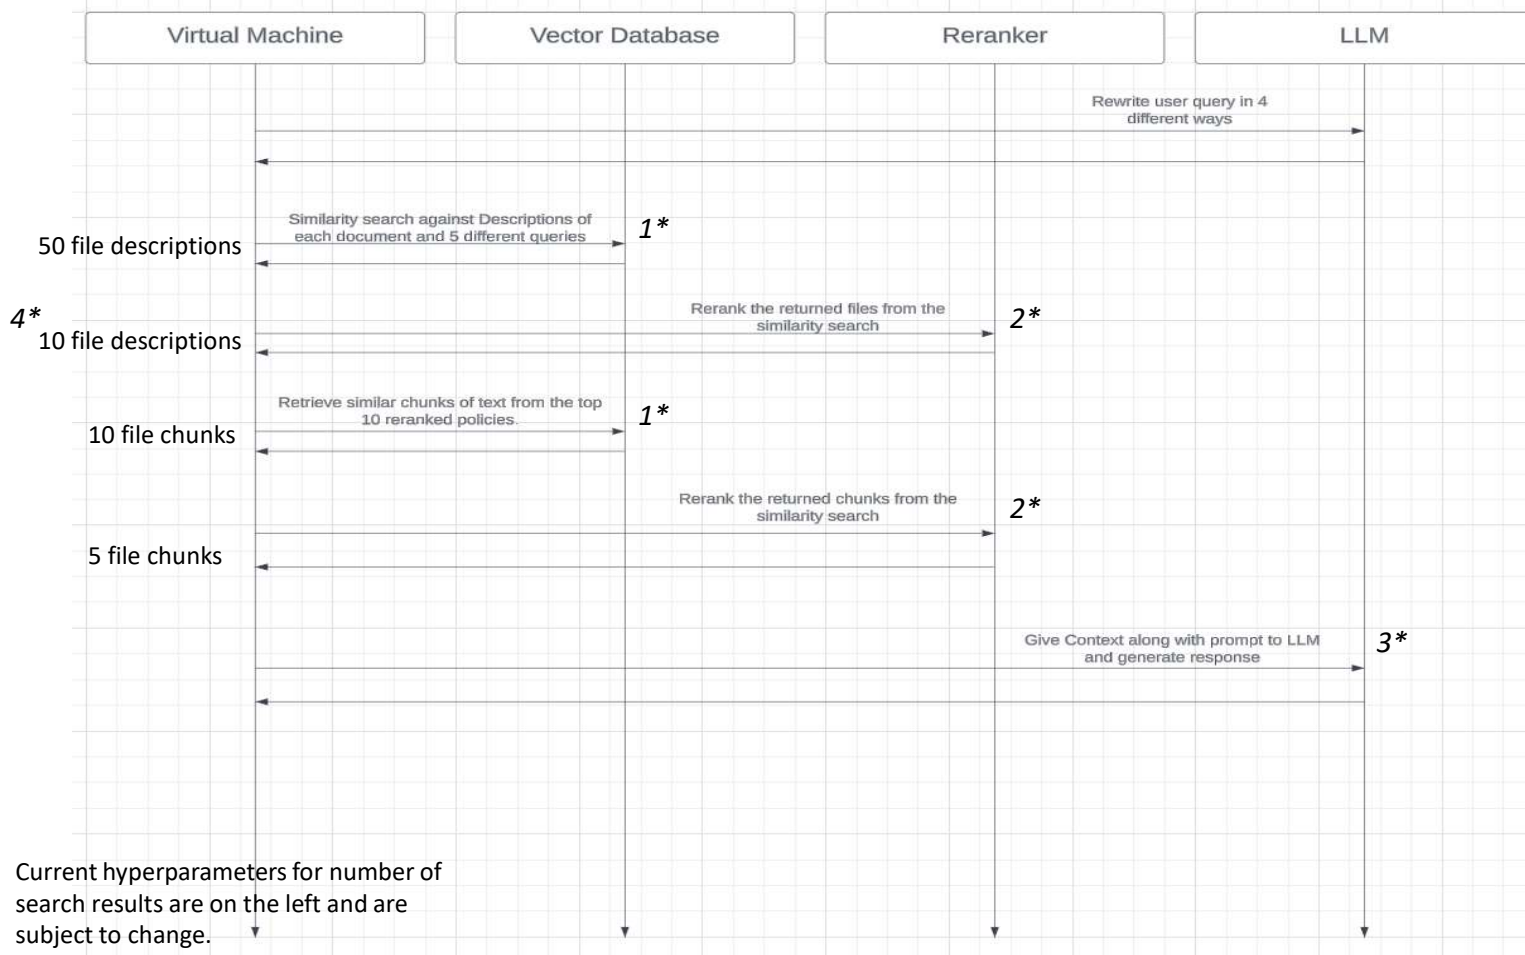 Virtual Machine
Vector Database
Reranker
LLM
Rewrite user query in 4
different ways
Similarity search against Descriptions of
each document and 5 different queries
1*
50 file descriptions
Rerank the returned files from the
similarity search
2*
4*
10 file descriptions
Retrieve similar chunks of text from the top
10 reranked policies.
1*
10 file chunks
Rerank the returned chunks from the
similarity search
2*
5 file chunks
Give Context along with prompt to LLM
and generate response
3*
Current hyperparameters for number of
search results are on the left and are
subject to change.